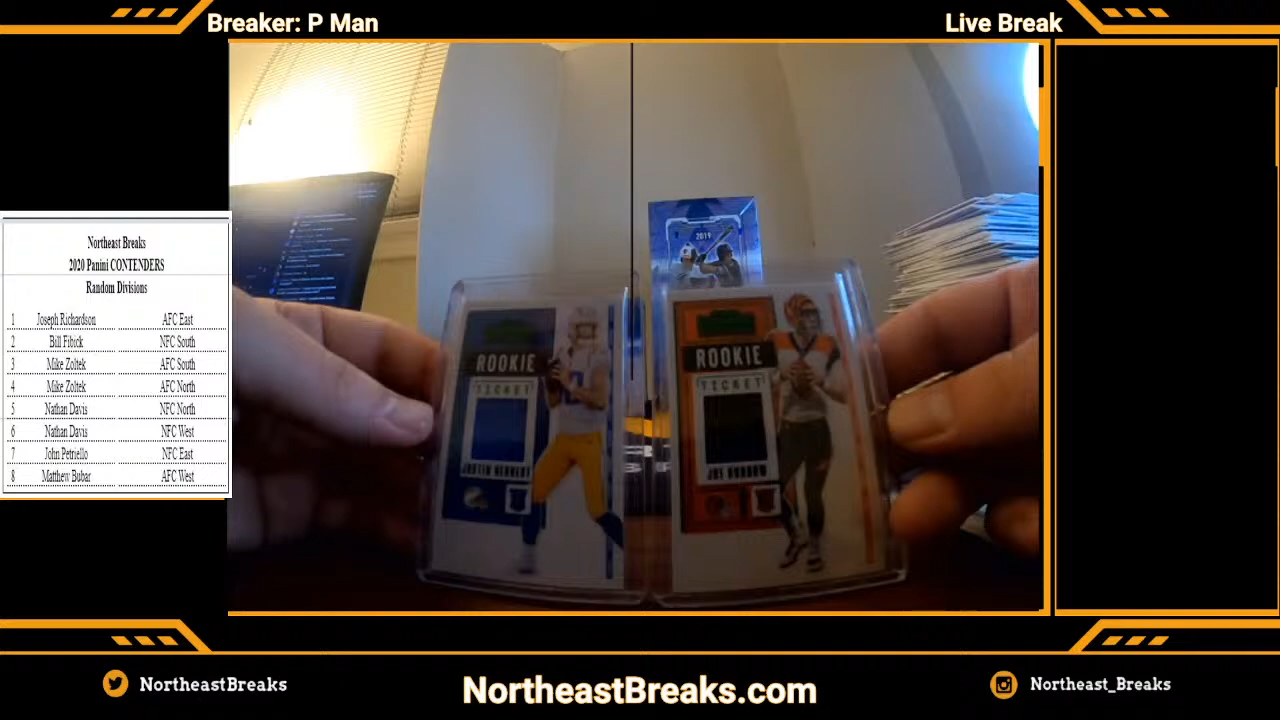 Breaker: P Man
Live Break
Northeast Breaks
2020 Panini CONTENDERS
Random Divisions
1 Joseph Richardson AFC East
2 Bill Fibick NFC South
3 Mike Zoltek AFC South
4 Mike Zoltek AFC North
5 Nathan Davis NFC North
6 Nathan Davis NFC West
7 John Petriello NFC East
8 Matthew Bubar AFC West
2019
ROOKIE
TICKET
JUSTIN HERBERT
ROOKIE
TICKET
JOE BURROW
NortheastBreaks
NortheastBreaks.com
Northeast_Breaks